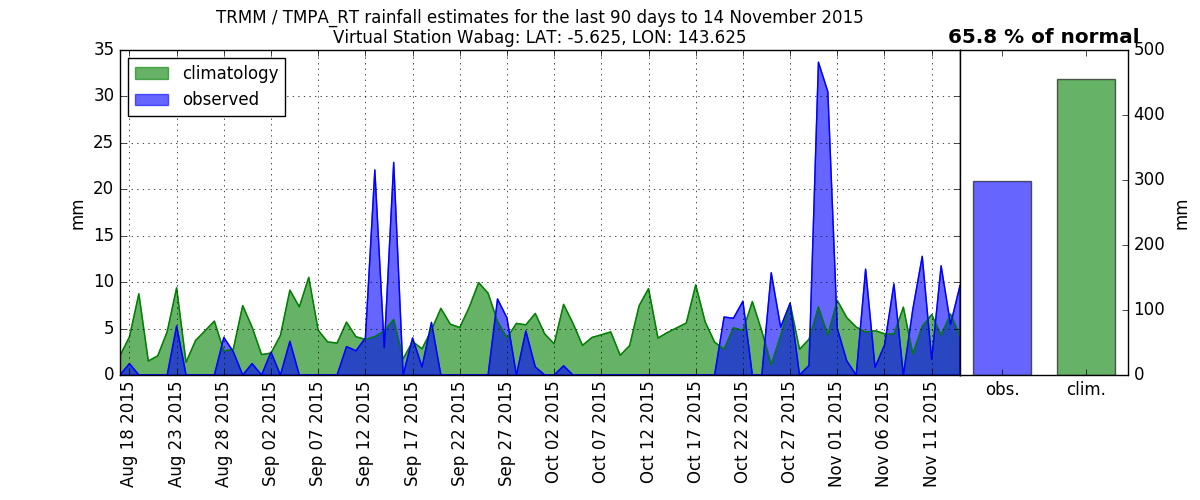 TRMM / TMPA_RT rainfall estimates for the last 90 days to 14 November 2015
Virtual Station Wabag: LAT: -5.625, LON: 143.625
65.8 % of normal
climatology
observed
mm
35
30
25
20
15
10
5
0
500
400
300
200
100
0
mm
Aug 18 2015
Aug 23 2015
Aug 28 2015
Sep 02 2015
Sep 07 2015
Sep 12 2015
Sep 17 2015
Sep 22 2015
Sep 27 2015
Oct 02 2015
Oct 07 2015
Oct 12 2015
Oct 17 2015
Oct 22 2015
Oct 27 2015
Nov 01 2015
Nov 06 2015
Nov 11 2015
obs.
clim.